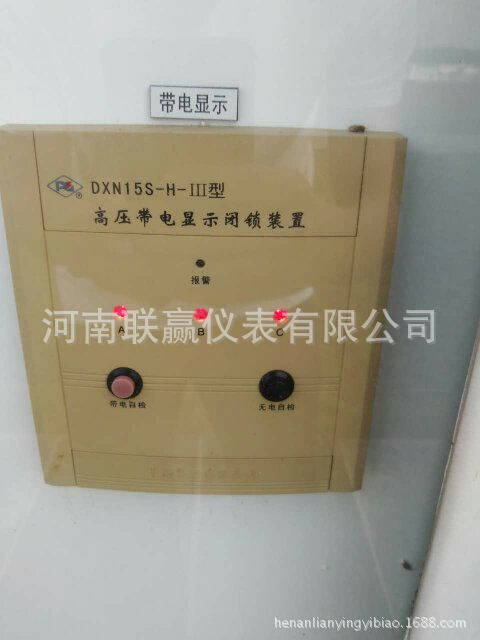 带电显示
DXN15S-H-III型
高压带电显示闭锁装置
报警
A B C
河南联赢仪表有限公司
带电自检 无电自检
henanlianyingyibiao.1688.com